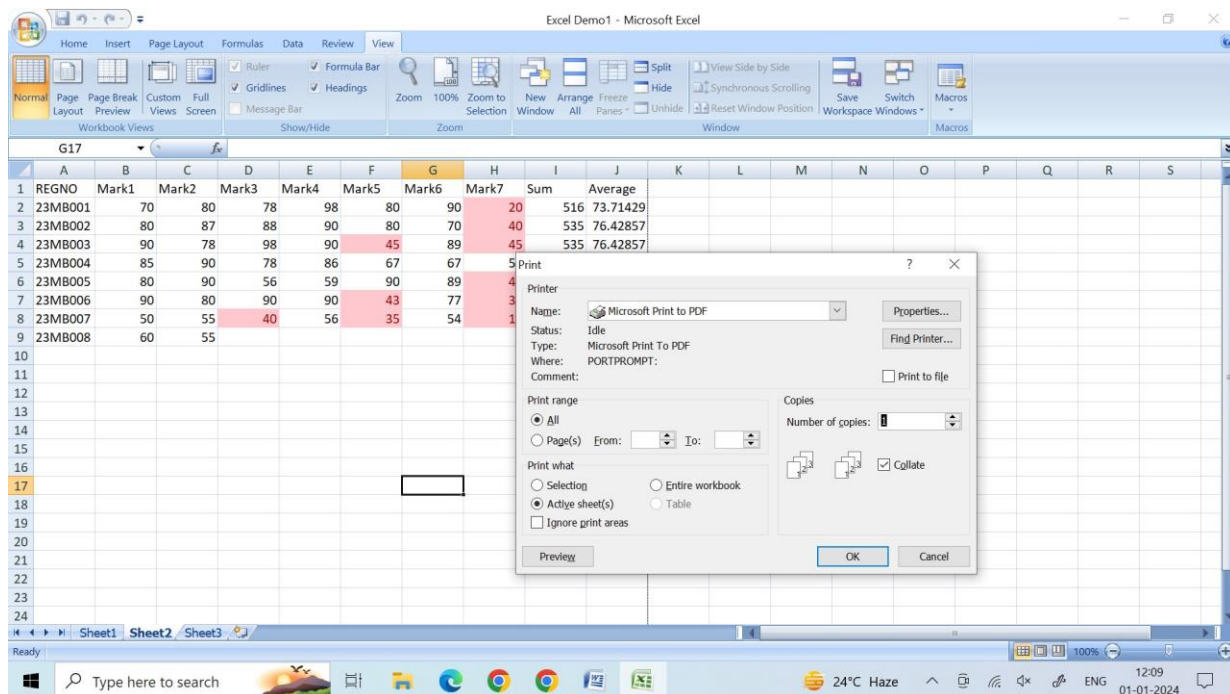 Excel Demo1 - Microsoft Excel
Home Insert Page Layout Formulas Data Review View
Ruler Formula Bar
Gridlines Headings
Message Bar
Normal Page Layout Page Break Preview Custom Views Full Screen
Zoom 100% Zoom to Selection
New Window Arrange All Freeze Panes
Split
Hide
Unhide
View Side by Side
Synchronous Scrolling
Reset Window Position
Save Workspace Switch Windows
Macros
Workbook Views Show/Hide Zoom Window Macros
G17 fx
A B C D E F G H I J K L M N O P Q R S
1 REGNO Mark1 Mark2 Mark3 Mark4 Mark5 Mark6 Mark7 Sum Average
2 23MB001 70 80 78 98 80 90 20 516 73.71429
3 23MB002 80 87 88 90 80 70 40 535 76.42857
4 23MB003 90 78 98 90 45 89 45 535 76.42857
5 23MB004 85 90 78 86 67 67 5
6 23MB005 80 90 56 59 90 89 4
7 23MB006 90 80 90 90 43 77 3
8 23MB007 50 55 40 56 35 54 1
9 23MB008 60 55
10
11
12
13
14
15
16
17
18
19
20
21
22
23
24
Print ?
Printer
Name: Microsoft Print to PDF Properties...
Status: Idle Find Printer...
Type: Microsoft Print To PDF
Where: PORTPROMPT:
Comment: Print to file
Print range
All
Page(s) From: To:
Copies
Number of copies: 1
1 2 3 1 2 3 Collate
Print what
Selection Entire workbook
Active sheet(s) Table
Ignore print areas
Preview OK Cancel
Sheet1 Sheet2 Sheet3
Ready 100%
Type here to search 24°C Haze ENG 12:09
01-01-2024